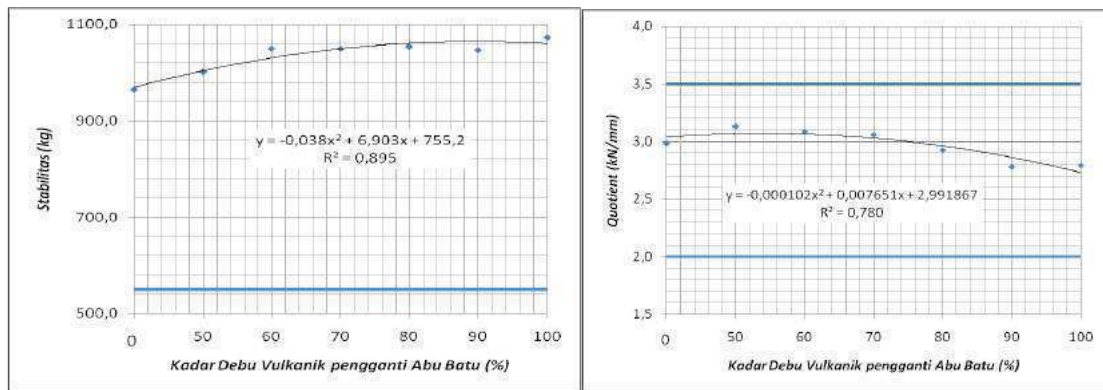 1100,0
900,0
700,0
500,0
Stabilitas (kg)
y = -0,038x² + 6,903x + 755,2
R² = 0,895
0 50 60 70 80 90 100
Kadar Debu Vulkanik pengganti Abu Batu (%)
4,0
3,5
3,0
2,5
2,0
1,5
Quotient (kN/mm)
y = -0,000102x² + 0,007651x + 2,991867
R² = 0,780
0 50 60 70 80 90 100
Kadar Debu Vulkanik pengganti Abu Batu (%)